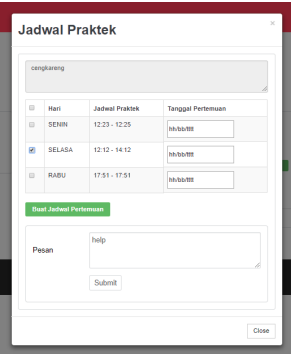 Jadwal Praktek
×
cengkareng
Hari Jadwal Praktek Tanggal Pertemuan
SENIN 12:23 - 12:25 hh/bb/tttt
SELASA 12:12 - 14:12 hh/bb/tttt
RABU 17:51 - 17:51 hh/bb/tttt
Buat Jadwal Pertemuan
Pesan help
Submit
Close